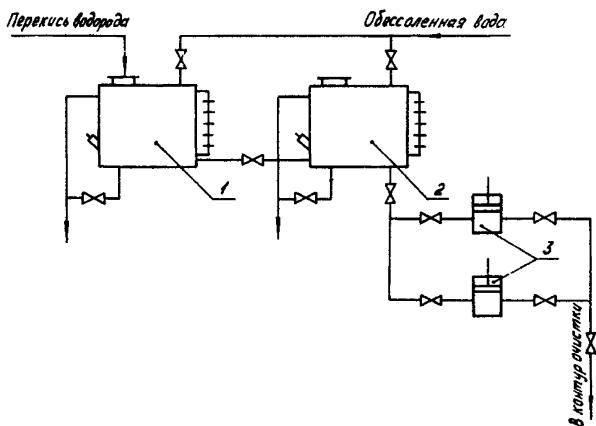 Перекись водорода
Обессоленная вода
1
2
3
В контур очистки